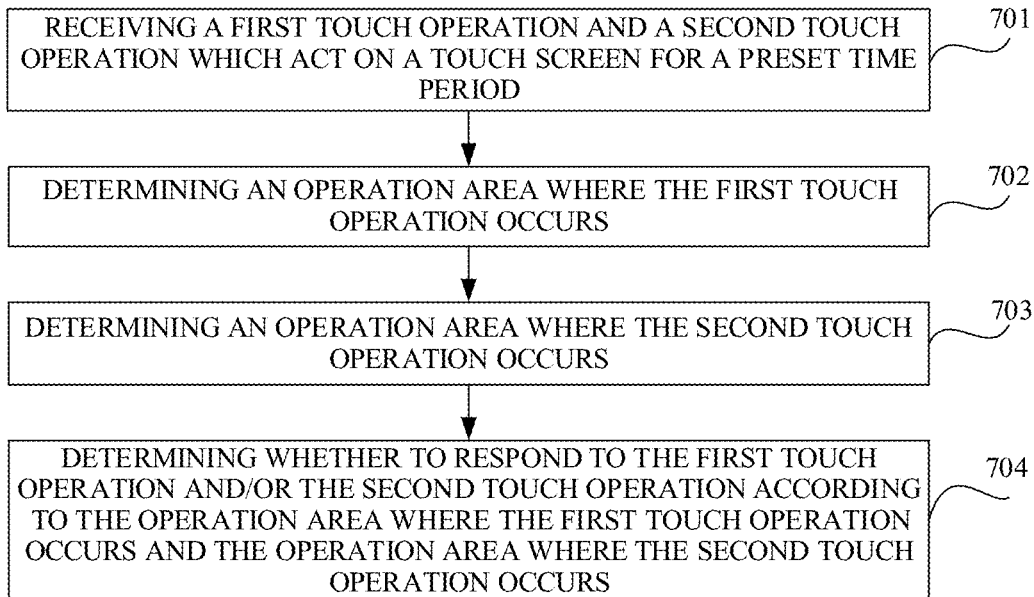 RECEIVING A FIRST TOUCH OPERATION AND A SECOND TOUCH
OPERATION WHICH ACT ON A TOUCH SCREEN FOR A PRESET TIME
PERIOD
701
DETERMINING AN OPERATION AREA WHERE THE FIRST TOUCH
OPERATION OCCURS
702
DETERMINING AN OPERATION AREA WHERE THE SECOND TOUCH
OPERATION OCCURS
703
DETERMINING WHETHER TO RESPOND TO THE FIRST TOUCH
OPERATION AND/OR THE SECOND TOUCH OPERATION ACCORDING
TO THE OPERATION AREA WHERE THE FIRST TOUCH OPERATION
OCCURS AND THE OPERATION AREA WHERE THE SECOND TOUCH
OPERATION OCCURS
704